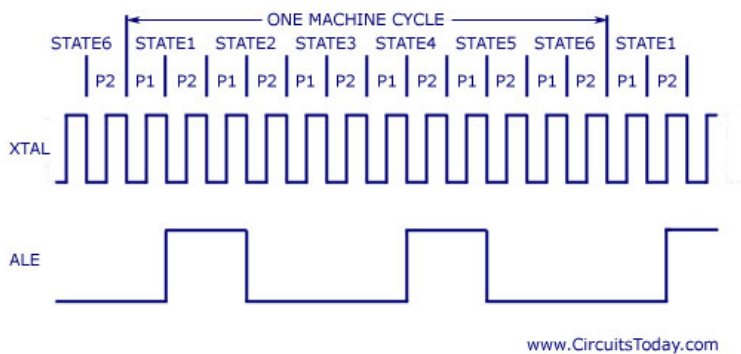 ONE MACHINE CYCLE
STATE6 STATE1 STATE2 STATE3 STATE4 STATE5 STATE6 STATE1
P2 P1 P2 P1 P2 P1 P2 P1 P2 P1 P2 P1 P2 P1 P2
XTAL
ALE
www.CircuitsToday.com